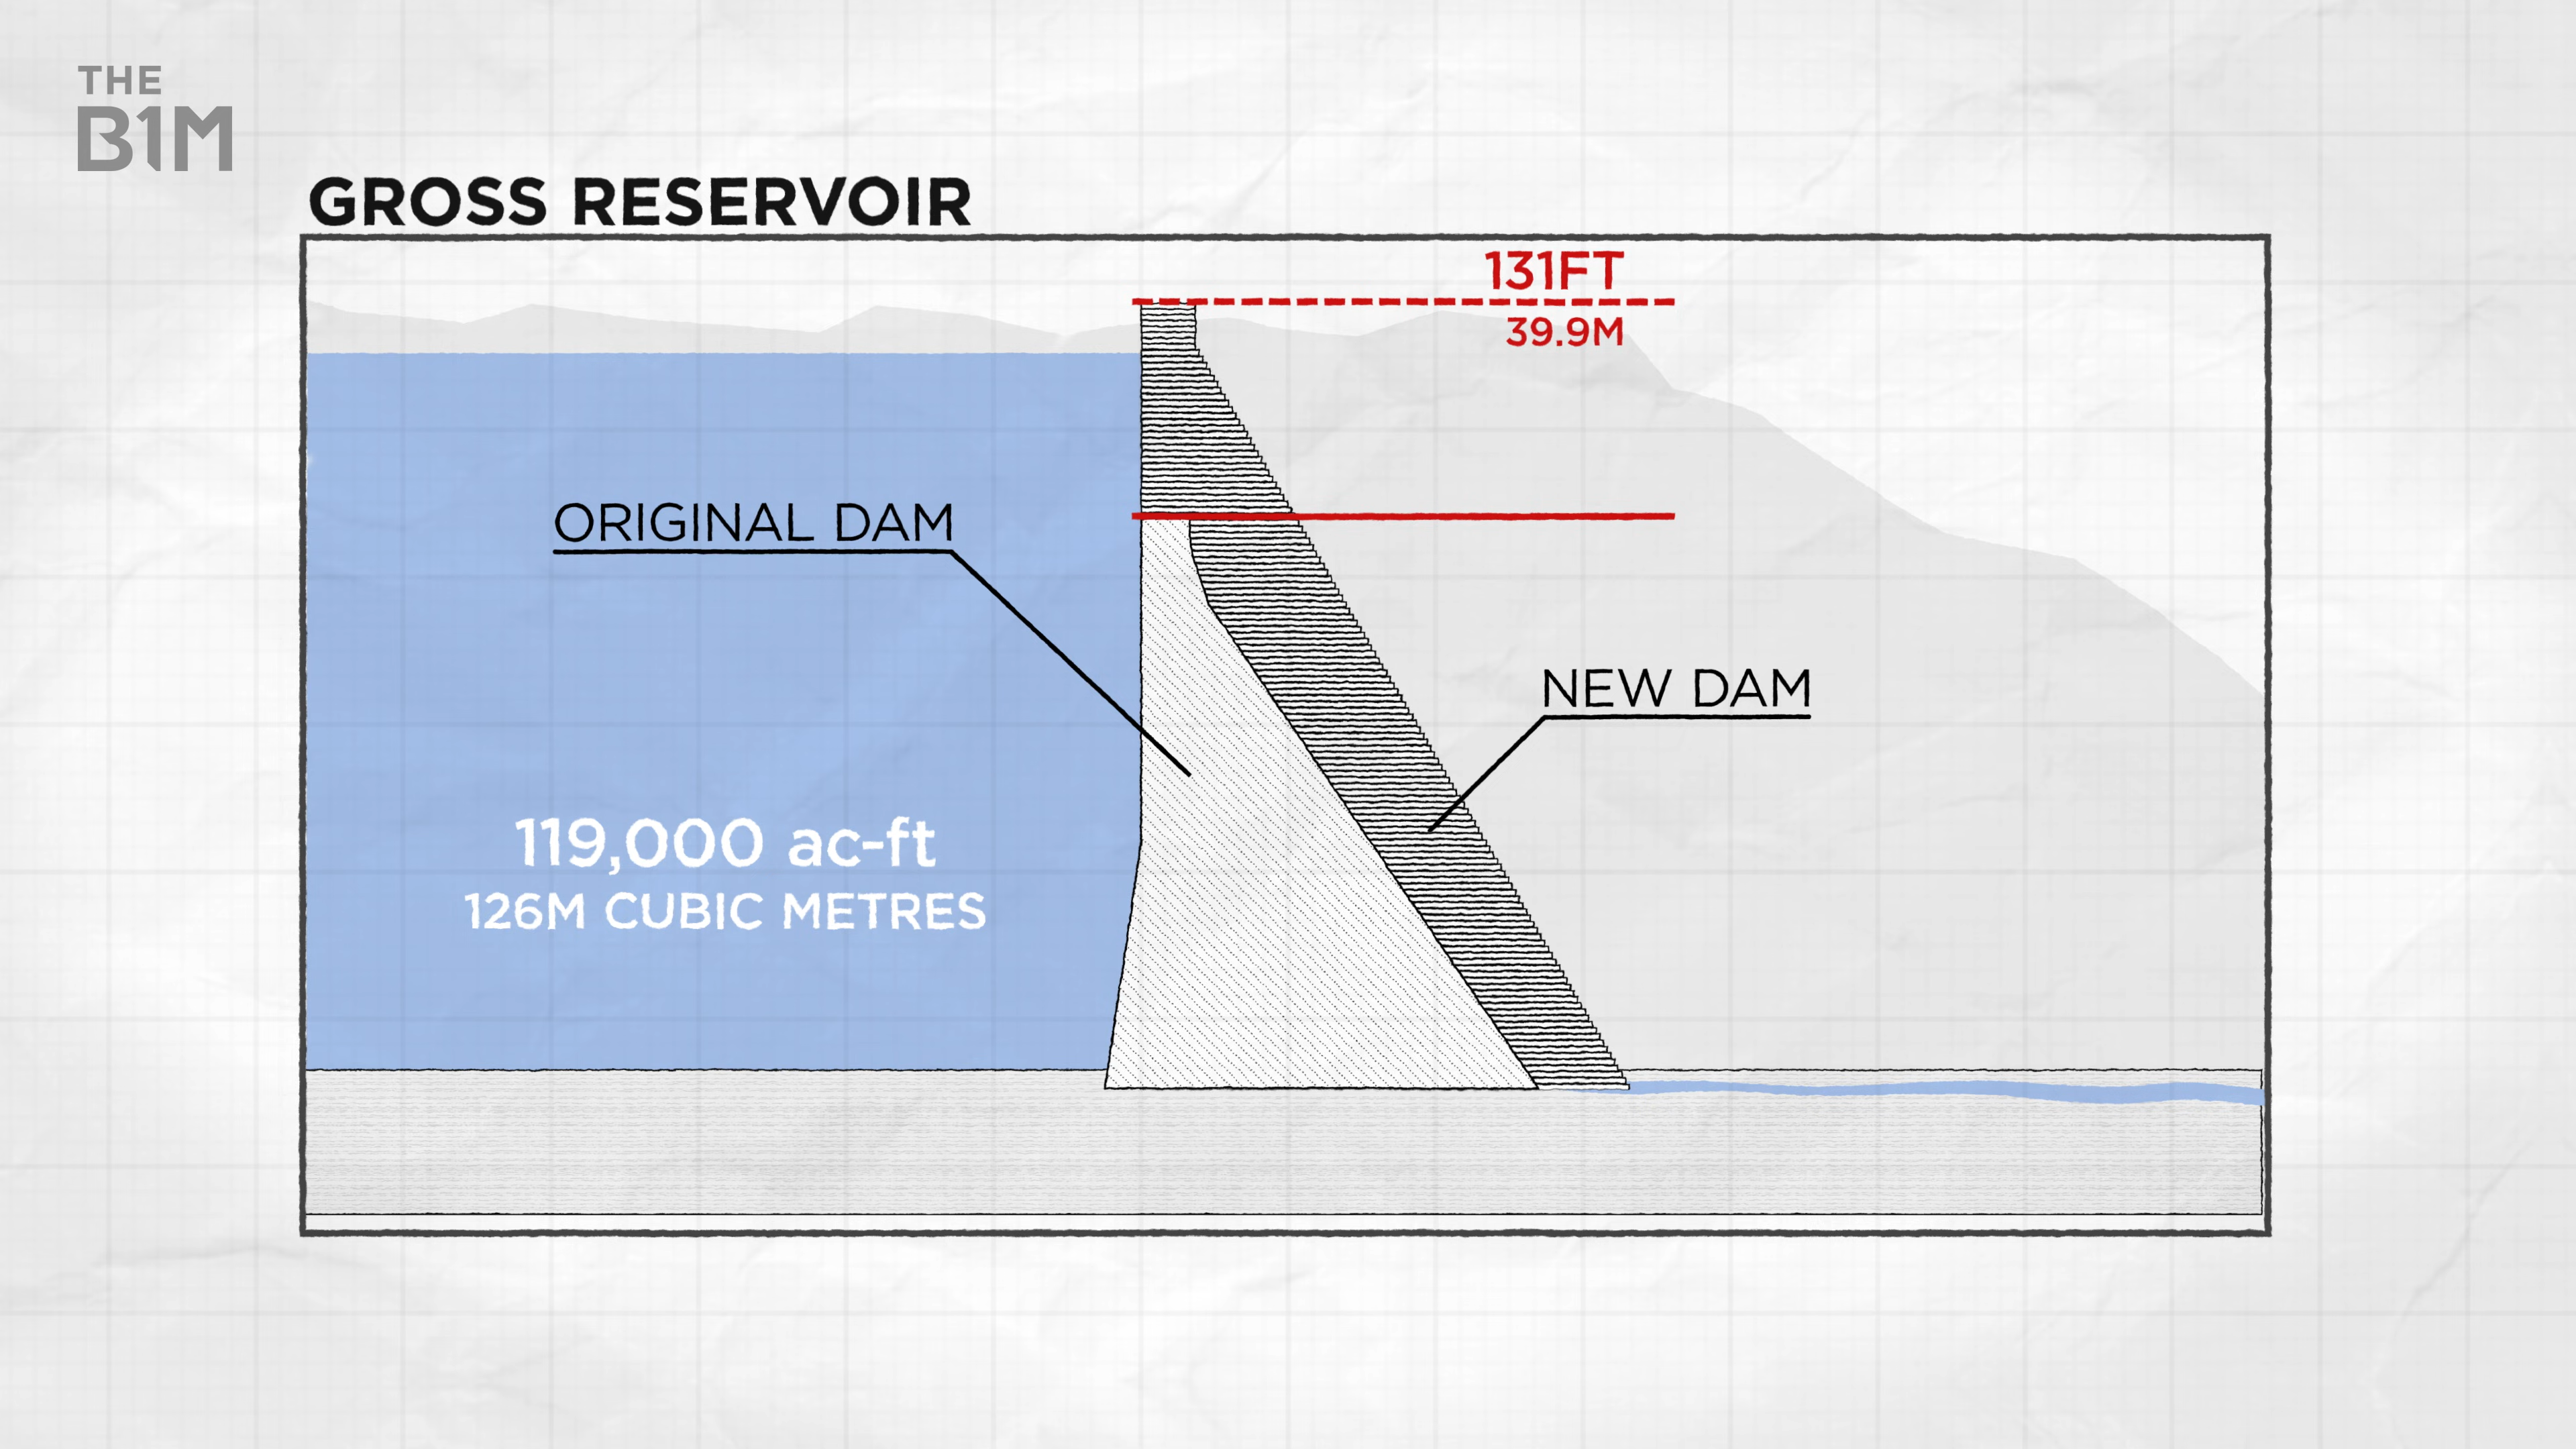 THE
B1M
GROSS RESERVOIR
131FT
39.9M
ORIGINAL DAM
NEW DAM
119,000 ac-ft
126M CUBIC METRES